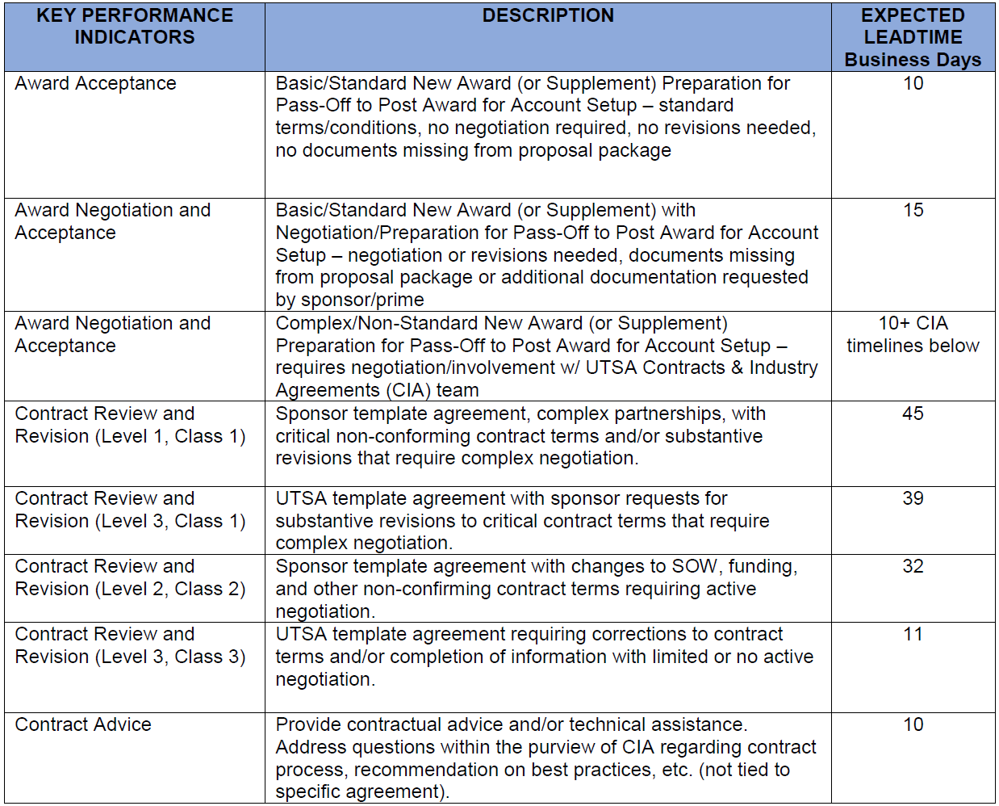 KEY PERFORMANCE
INDICATORS
DESCRIPTION
EXPECTED
LEADTIME
Business Days
Award Acceptance
Basic/Standard New Award (or Supplement) Preparation for
Pass-Off to Post Award for Account Setup – standard
terms/conditions, no negotiation required, no revisions needed,
no documents missing from proposal package
10
Award Negotiation and
Acceptance
Basic/Standard New Award (or Supplement) with
Negotiation/Preparation for Pass-Off to Post Award for Account
Setup – negotiation or revisions needed, documents missing
from proposal package or additional documentation requested
by sponsor/prime
15
Award Negotiation and
Acceptance
Complex/Non-Standard New Award (or Supplement)
Preparation for Pass-Off to Post Award for Account Setup –
requires negotiation/involvement w/ UTSA Contracts & Industry
Agreements (CIA) team
10+ CIA
timelines below
Contract Review and
Revision (Level 1, Class 1)
Sponsor template agreement, complex partnerships, with
critical non-conforming contract terms and/or substantive
revisions that require complex negotiation.
45
Contract Review and
Revision (Level 3, Class 1)
UTSA template agreement with sponsor requests for
substantive revisions to critical contract terms that require
complex negotiation.
39
Contract Review and
Revision (Level 2, Class 2)
Sponsor template agreement with changes to SOW, funding,
and other non-confirming contract terms requiring active
negotiation.
32
Contract Review and
Revision (Level 3, Class 3)
UTSA template agreement requiring corrections to contract
terms and/or completion of information with limited or no active
negotiation.
11
Contract Advice
Provide contractual advice and/or technical assistance.
Address questions within the purview of CIA regarding contract
process, recommendation on best practices, etc. (not tied to
specific agreement).
10